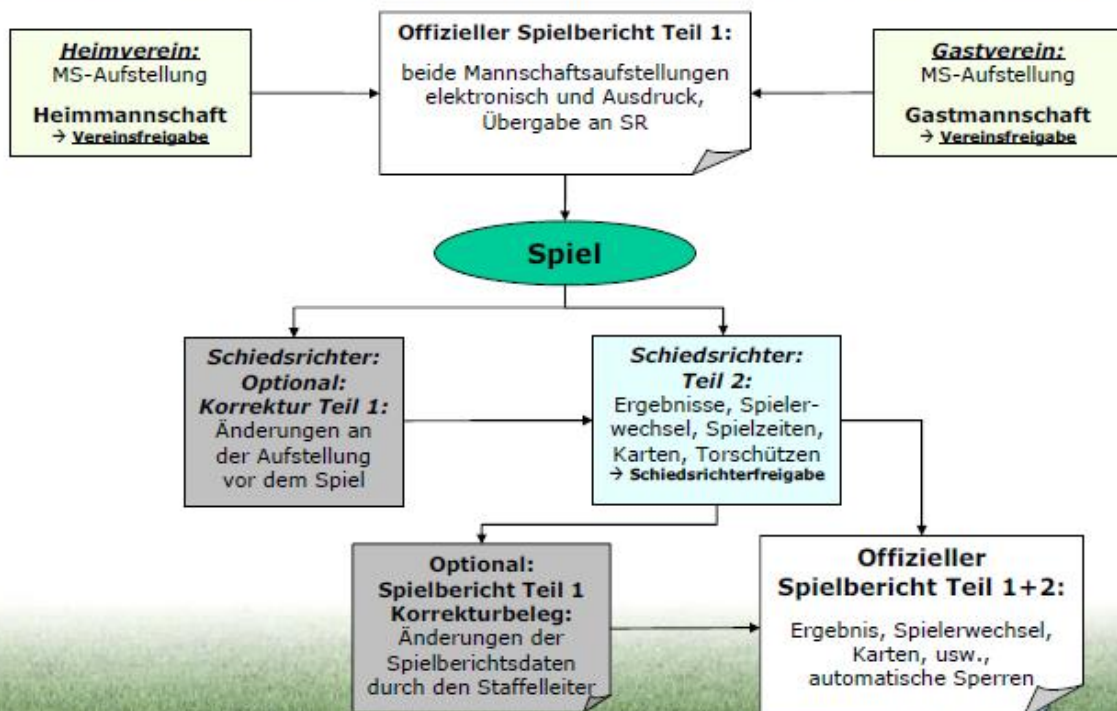 Heimverein:
MS-Aufstellung
Heimmannschaft
→ Vereinsfreigabe
Offizieller Spielbericht Teil 1:
beide Mannschaftsaufstellungen
elektronisch und Ausdruck,
Übergabe an SR
Gastverein:
MS-Aufstellung
Gastmannschaft
→ Vereinsfreigabe
Spiel
Schiedsrichter:
Optional:
Korrektur Teil 1:
Änderungen an
der Aufstellung
vor dem Spiel
Schiedsrichter:
Teil 2:
Ergebnisse, Spieler-
wechsel, Spielzeiten,
Karten, Torschützen
→ Schiedsrichterfreigabe
Optional:
Spielbericht Teil 1
Korrekturbeleg:
Änderungen der
Spielberichtsdaten
durch den Staffelleiter
Offizieller
Spielbericht Teil 1+2:
Ergebnis, Spielerwechsel,
Karten, usw.,
automatische Sperren